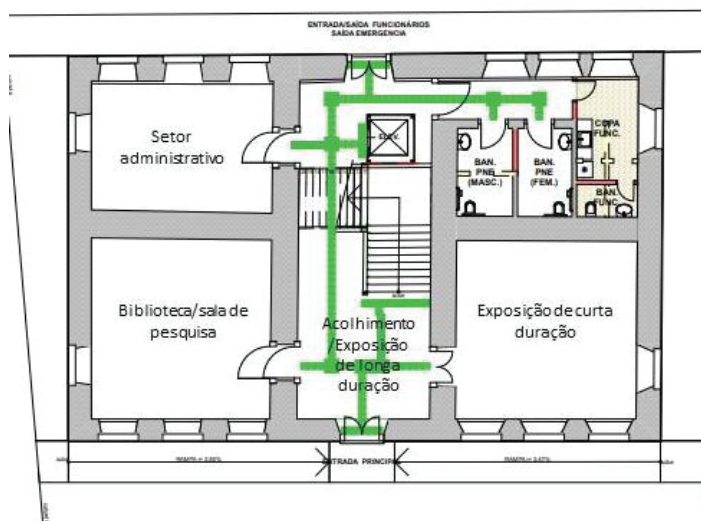 ENTRADA/SAÍDA FUNCIONÁRIOS
SAÍDA EMERGÊNCIA
Setor
administrativo
ELEV.
COPA
FUNC.
BAN.
PNE
(MASC.)
BAN.
PNE
(FEM.)
BAN.
FUNC.
Biblioteca/sala de
pesquisa
Acolhimento
/Exposição
de longa
duração
Exposição de curta
duração
ENTRADA PRINCIPAL